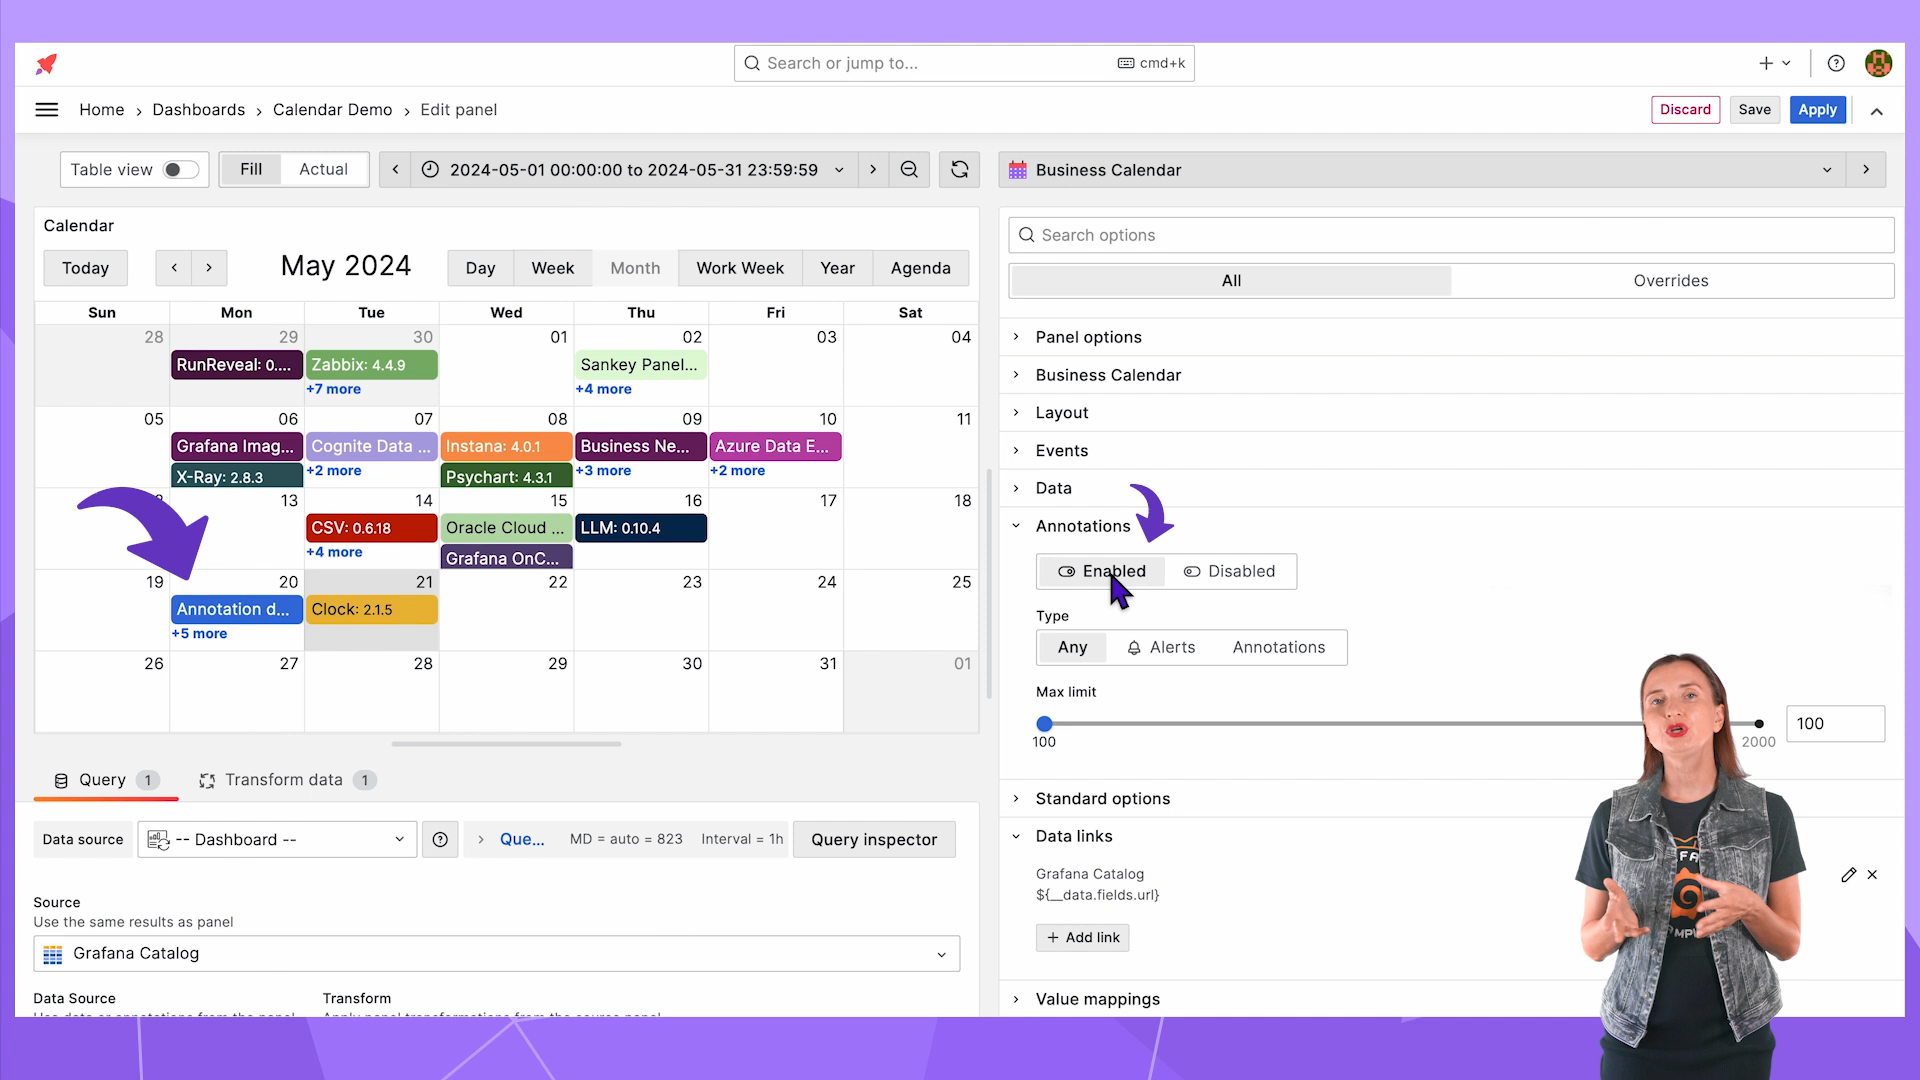 Search or jump to...
cmd+k
Home › Dashboards › Calendar Demo › Edit panel
Discard
Save
Apply
Table view
Fill
Actual
2024-05-01 00:00:00 to 2024-05-31 23:59:59
Business Calendar
Calendar
Today
May 2024
Day
Week
Month
Work Week
Year
Agenda
Sun Mon Tue Wed Thu Fri Sat
28 29 30 01 02 03 04
RunReveal: 0.... Zabbix: 4.4.9 Sankey Panel...
+7 more +4 more
05 06 07 08 09 10 11
Grafana Imag... Cognite Data ... Instana: 4.0.1 Business Ne... Azure Data E...
X-Ray: 2.8.3 +2 more Psychart: 4.3.1 +3 more +2 more
13 14 15 16 17 18
CSV: 0.6.18 Oracle Cloud ... LLM: 0.10.4
+4 more Grafana OnC...
19 20 21 22 23 24 25
Annotation d... Clock: 2.1.5
+5 more
26 27 28 29 30 31 01
Query 1
Transform data 1
Data source
-- Dashboard --
Que...
MD = auto = 823
Interval = 1h
Query inspector
Source
Use the same results as panel
Grafana Catalog
Data Source
Transform
Search options
All
Overrides
Panel options
Business Calendar
Layout
Events
Data
Annotations
Enabled
Disabled
Type
Any
Alerts
Annotations
Max limit
100
2000
100
Standard options
Data links
Grafana Catalog
${__data.fields.url}
+ Add link
Value mappings